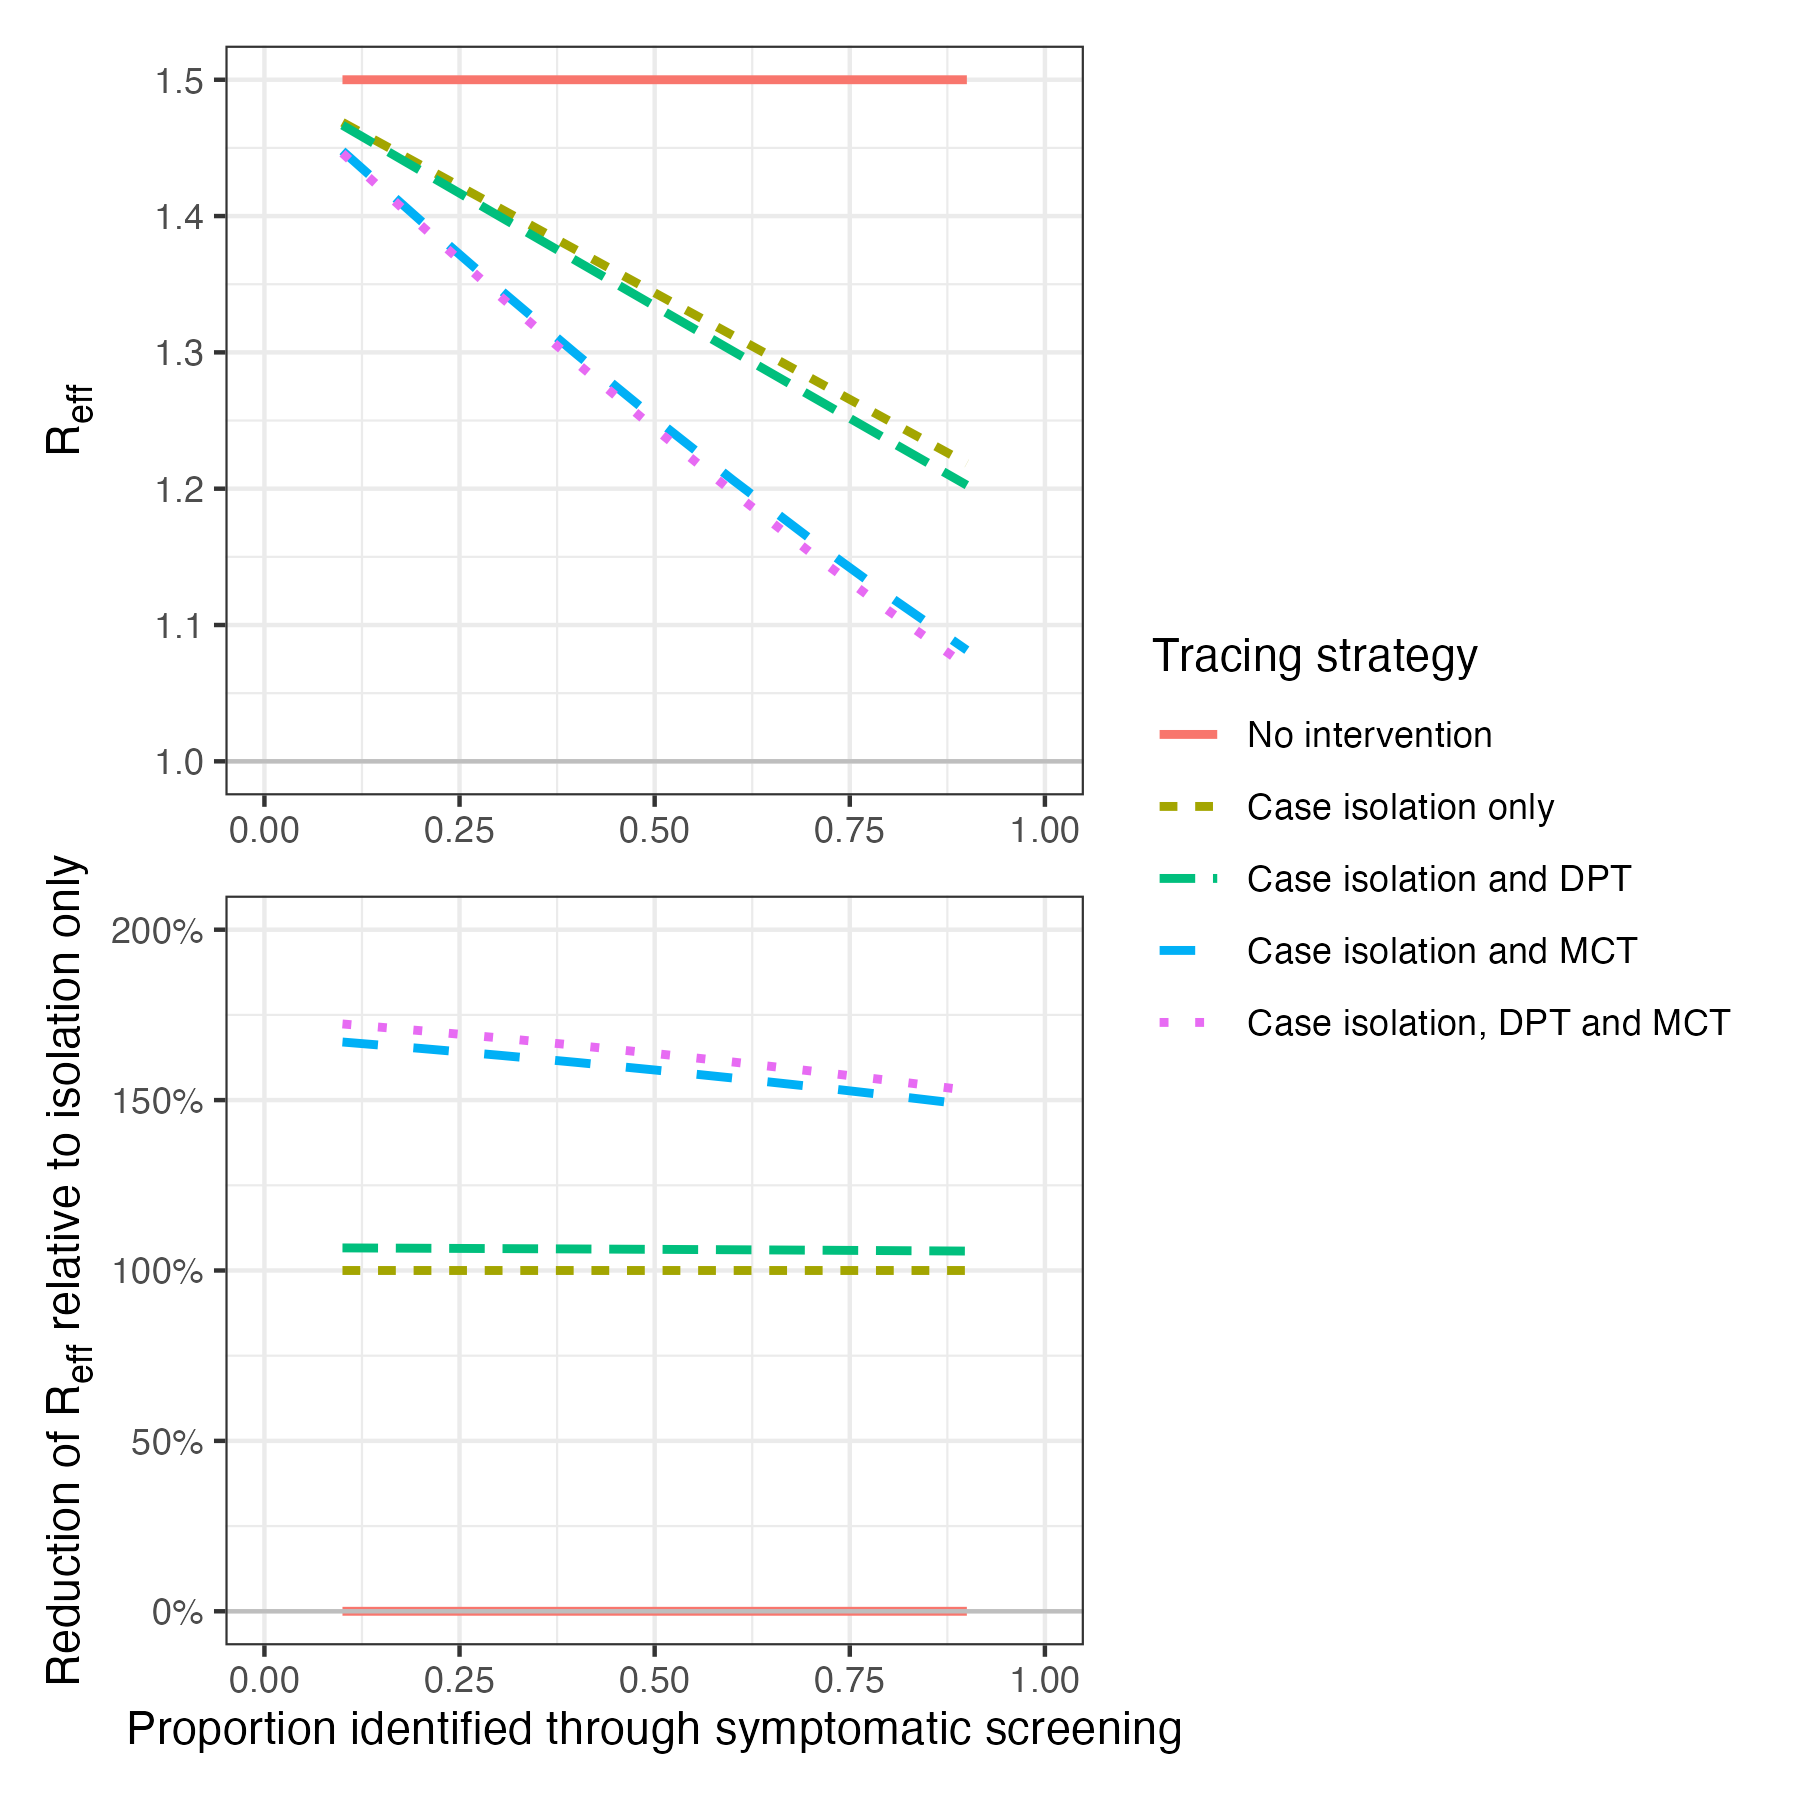 1.5
1.4
1.3
1.2
1.1
1.0
R_eff
0.00 0.25 0.50 0.75 1.00
200%
150%
100%
50%
0%
Reduction of R_eff relative to isolation only
0.00 0.25 0.50 0.75 1.00
Proportion identified through symptomatic screening
Tracing strategy
No intervention
Case isolation only
Case isolation and DPT
Case isolation and MCT
Case isolation, DPT and MCT